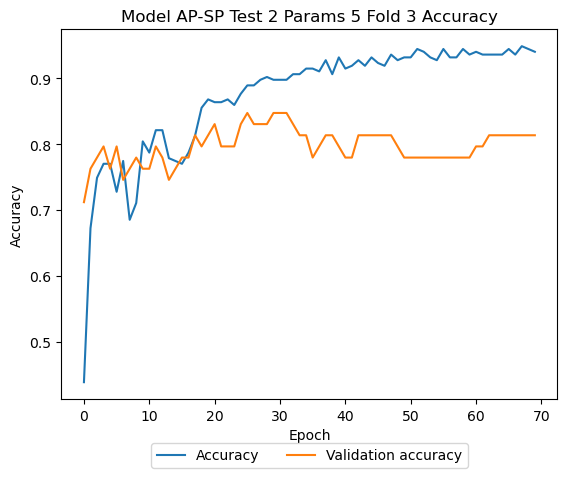 Model AP-SP Test 2 Params 5 Fold 3 Accuracy
Accuracy
0.9
0.8
0.7
0.6
0.5
0 10 20 30 40 50 60 70
Epoch
Accuracy Validation accuracy